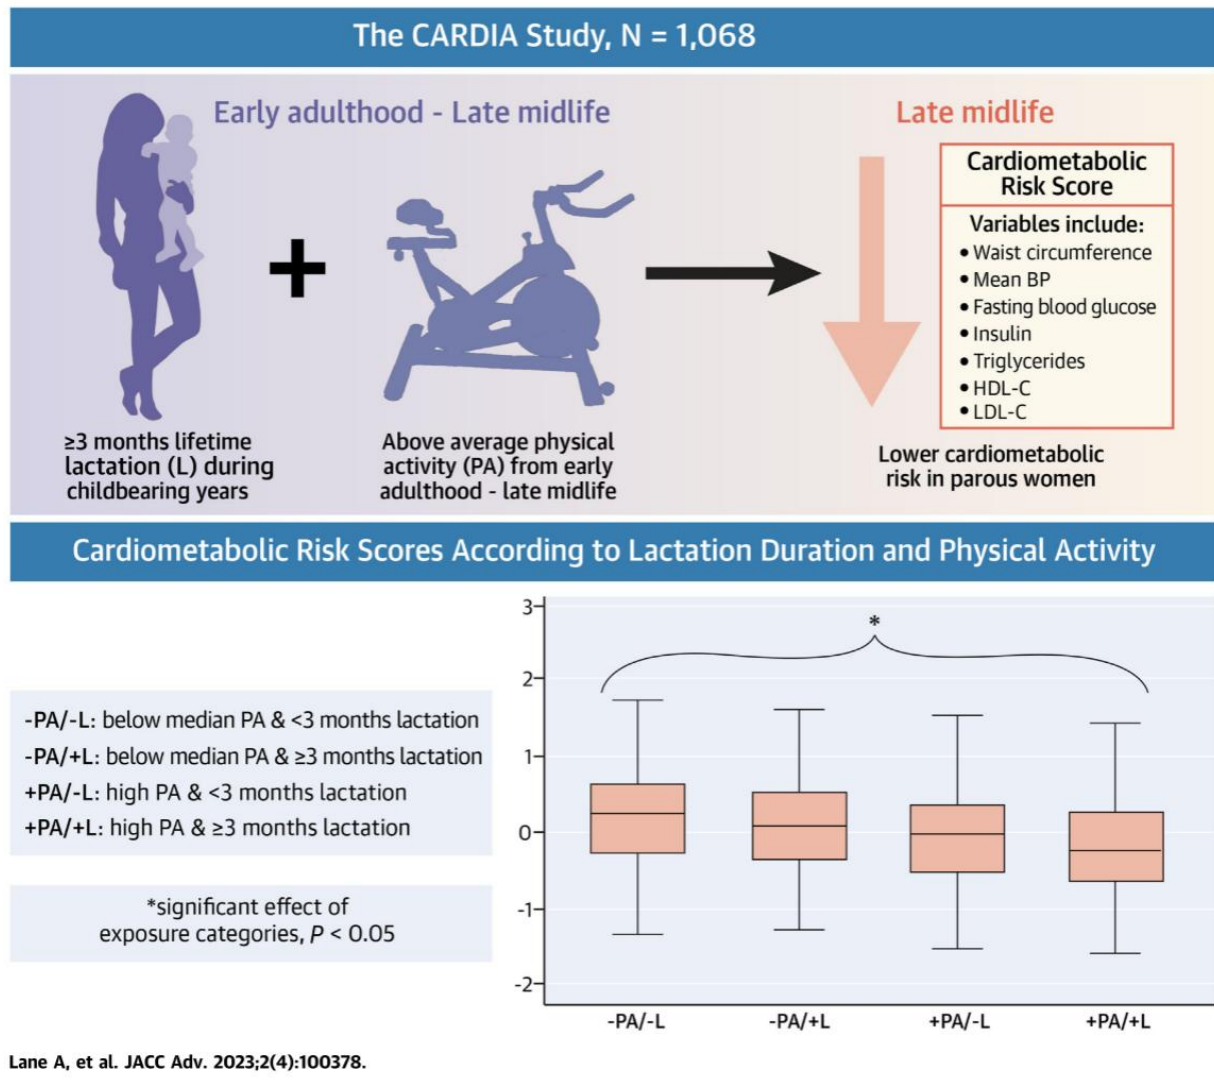 The CARDIA Study, N = 1,068
Early adulthood - Late midlife
≥3 months lifetime
lactation (L) during
childbearing years
Above average physical
activity (PA) from early
adulthood - late midlife
Late midlife
Cardiometabolic
Risk Score
Variables include:
• Waist circumference
• Mean BP
• Fasting blood glucose
• Insulin
• Triglycerides
• HDL-C
• LDL-C
Lower cardiometabolic
risk in parous women
Cardiometabolic Risk Scores According to Lactation Duration and Physical Activity
-PA/-L: below median PA & <3 months lactation
-PA/+L: below median PA & ≥3 months lactation
+PA/-L: high PA & <3 months lactation
+PA/+L: high PA & ≥3 months lactation
*significant effect of
exposure categories, P < 0.05
*
3
2
1
0
-1
-2
-PA/-L -PA/+L +PA/-L +PA/+L
Lane A, et al. JACC Adv. 2023;2(4):100378.